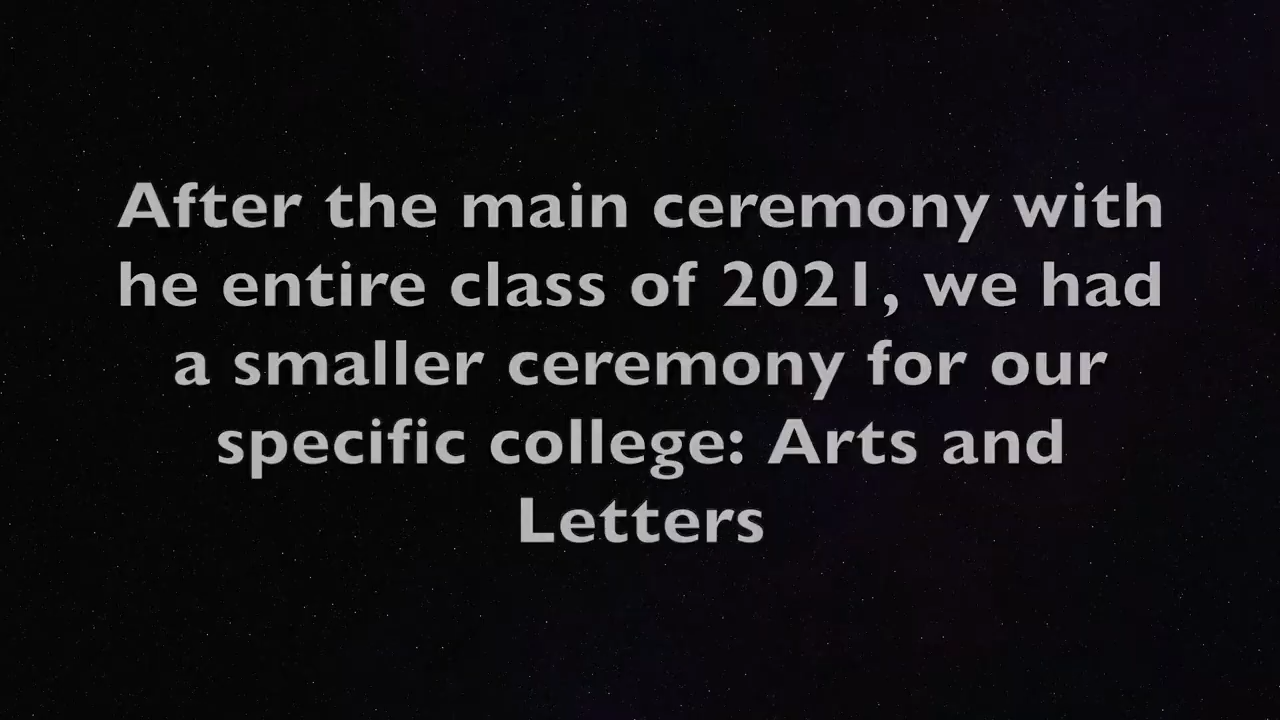 After the main ceremony with
he entire class of 2021, we had
a smaller ceremony for our
specific college: Arts and
Letters